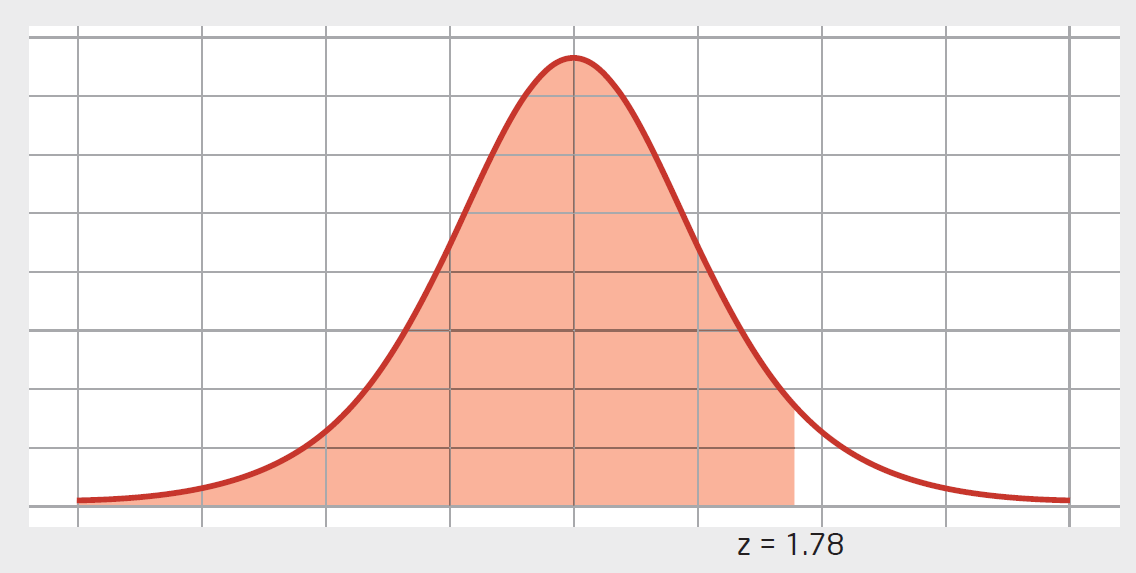 z = 1.78